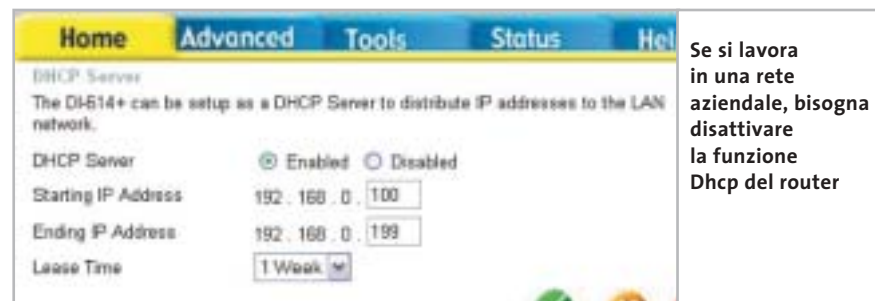 Home Advanced Tools Status Hel
DHCP Server
The DI-614+ can be setup as a DHCP Server to distribute IP addresses to the LAN
network.
DHCP Server Enabled Disabled
Starting IP Address 192 . 168 . 0 . 100
Ending IP Address 192 . 168 . 0 . 199
Lease Time 1 Week
Se si lavora
in una rete
aziendale, bisogna
disattivare
la funzione
Dhcp del router